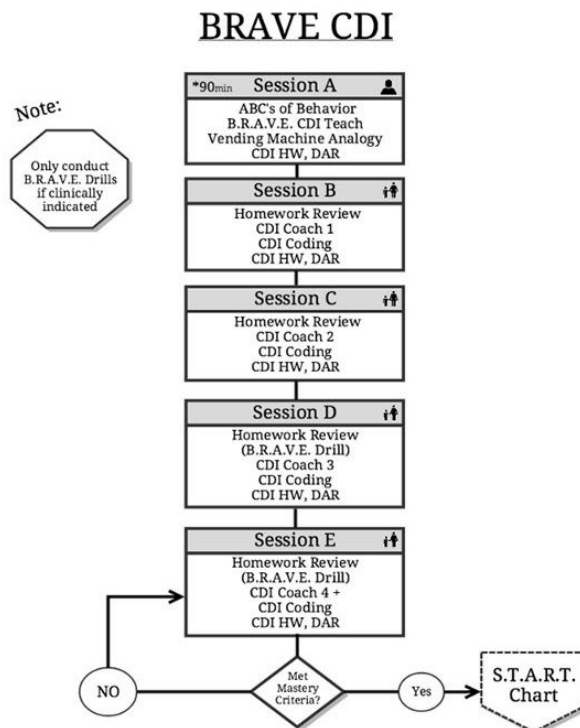 BRAVE CDI
Note:
Only conduct
B.R.A.V.E. Drills
if clinically
indicated
*90min Session A
ABC's of Behavior
B.R.A.V.E. CDI Teach
Vending Machine Analogy
CDI HW, DAR
Session B
Homework Review
CDI Coach 1
CDI Coding
CDI HW, DAR
Session C
Homework Review
CDI Coach 2
CDI Coding
CDI HW, DAR
Session D
Homework Review
(B.R.A.V.E. Drill)
CDI Coach 3
CDI Coding
CDI HW, DAR
Session E
Homework Review
(B.R.A.V.E. Drill)
CDI Coach 4 +
CDI Coding
CDI HW, DAR
NO
Met
Mastery
Criteria?
Yes
S.T.A.R.T.
Chart